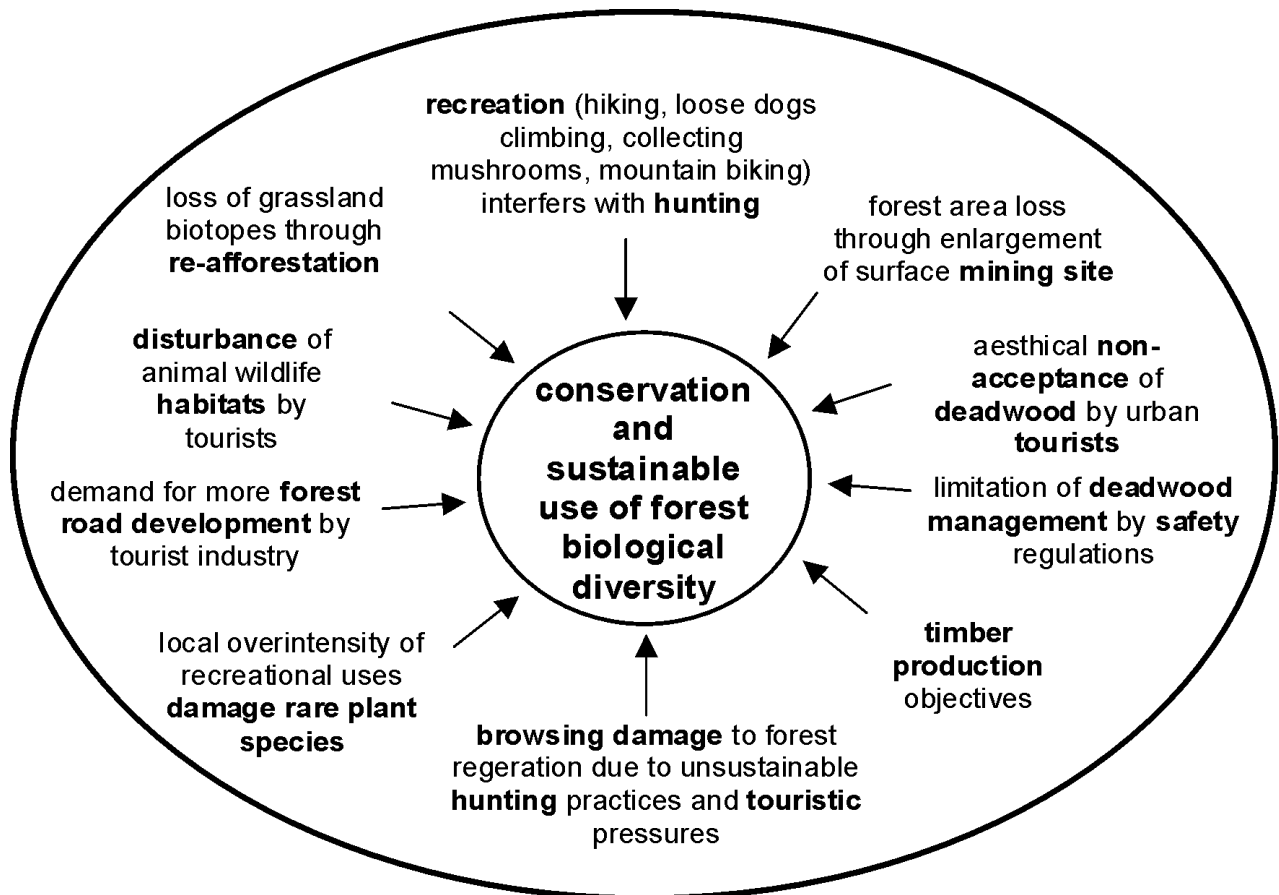 recreation (hiking, loose dogs
climbing, collecting
mushrooms, mountain biking)
interfers with hunting
loss of grassland
biotopes through
re-afforestation
forest area loss
through enlargement
of surface mining site
disturbance of
animal wildlife
habitats by
tourists
aesthical non-
acceptance of
deadwood by urban
tourists
conservation
and
sustainable
use of forest
biological
diversity
demand for more forest
road development by
tourist industry
limitation of deadwood
management by safety
regulations
local overintensity of
recreational uses
damage rare plant
species
timber
production
objectives
browsing damage to forest
regeration due to unsustainable
hunting practices and touristic
pressures